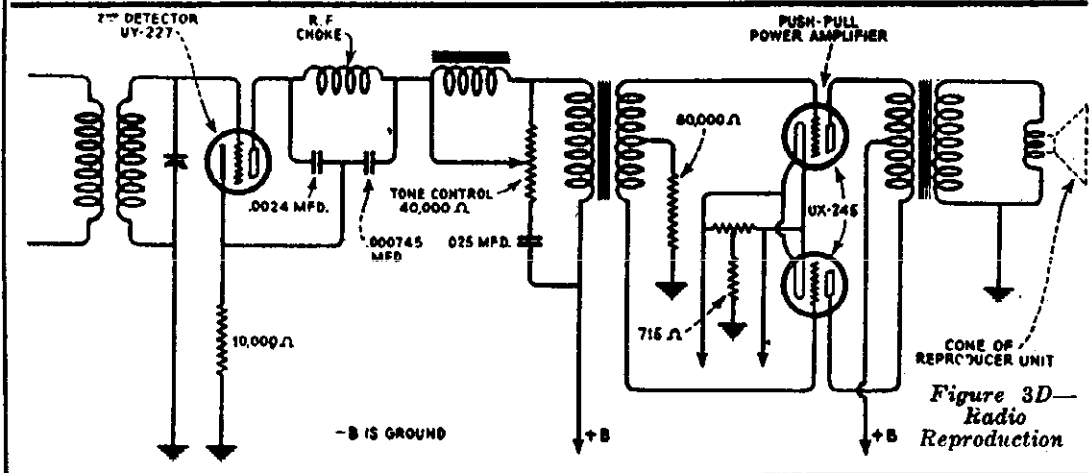 2ND DETECTOR
UY-227
R.F
CHOKE
PUSH-PULL
POWER AMPLIFIER
60,000 Ω
.0024 MFD.
TONE CONTROL
40,000 Ω
.000745
MFD
025 MFD.
UX-245
715 Ω
10,000 Ω
CONE OF
REPRODUCER UNIT
-B IS GROUND
+B
+B
Figure 3D—
Radio
Reproduction